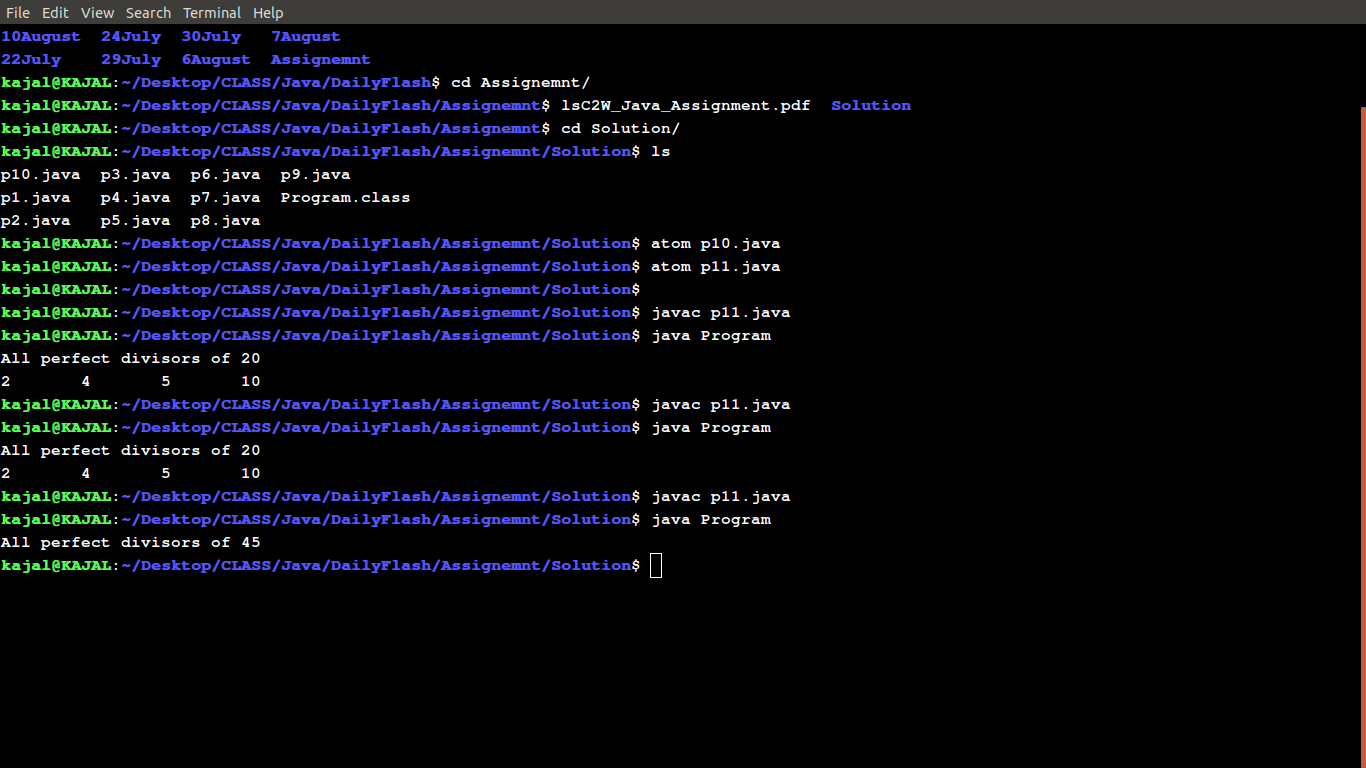 File Edit View Search Terminal Help
10August  24July  30July   7August
22July    29July  6August  Assignemnt
kajal@KAJAL:~/Desktop/CLASS/Java/DailyFlash$ cd Assignemnt/
kajal@KAJAL:~/Desktop/CLASS/Java/DailyFlash/Assignemnt$ lsC2W_Java_Assignment.pdf  Solution
kajal@KAJAL:~/Desktop/CLASS/Java/DailyFlash/Assignemnt$ cd Solution/
kajal@KAJAL:~/Desktop/CLASS/Java/DailyFlash/Assignemnt/Solution$ ls
p10.java  p3.java  p6.java  p9.java
p1.java   p4.java  p7.java  Program.class
p2.java   p5.java  p8.java
kajal@KAJAL:~/Desktop/CLASS/Java/DailyFlash/Assignemnt/Solution$ atom p10.java
kajal@KAJAL:~/Desktop/CLASS/Java/DailyFlash/Assignemnt/Solution$ atom p11.java
kajal@KAJAL:~/Desktop/CLASS/Java/DailyFlash/Assignemnt/Solution$
kajal@KAJAL:~/Desktop/CLASS/Java/DailyFlash/Assignemnt/Solution$ javac p11.java
kajal@KAJAL:~/Desktop/CLASS/Java/DailyFlash/Assignemnt/Solution$ java Program
All perfect divisors of 20
2       4       5       10
kajal@KAJAL:~/Desktop/CLASS/Java/DailyFlash/Assignemnt/Solution$ javac p11.java
kajal@KAJAL:~/Desktop/CLASS/Java/DailyFlash/Assignemnt/Solution$ java Program
All perfect divisors of 20
2       4       5       10
kajal@KAJAL:~/Desktop/CLASS/Java/DailyFlash/Assignemnt/Solution$ javac p11.java
kajal@KAJAL:~/Desktop/CLASS/Java/DailyFlash/Assignemnt/Solution$ java Program
All perfect divisors of 45
kajal@KAJAL:~/Desktop/CLASS/Java/DailyFlash/Assignemnt/Solution$